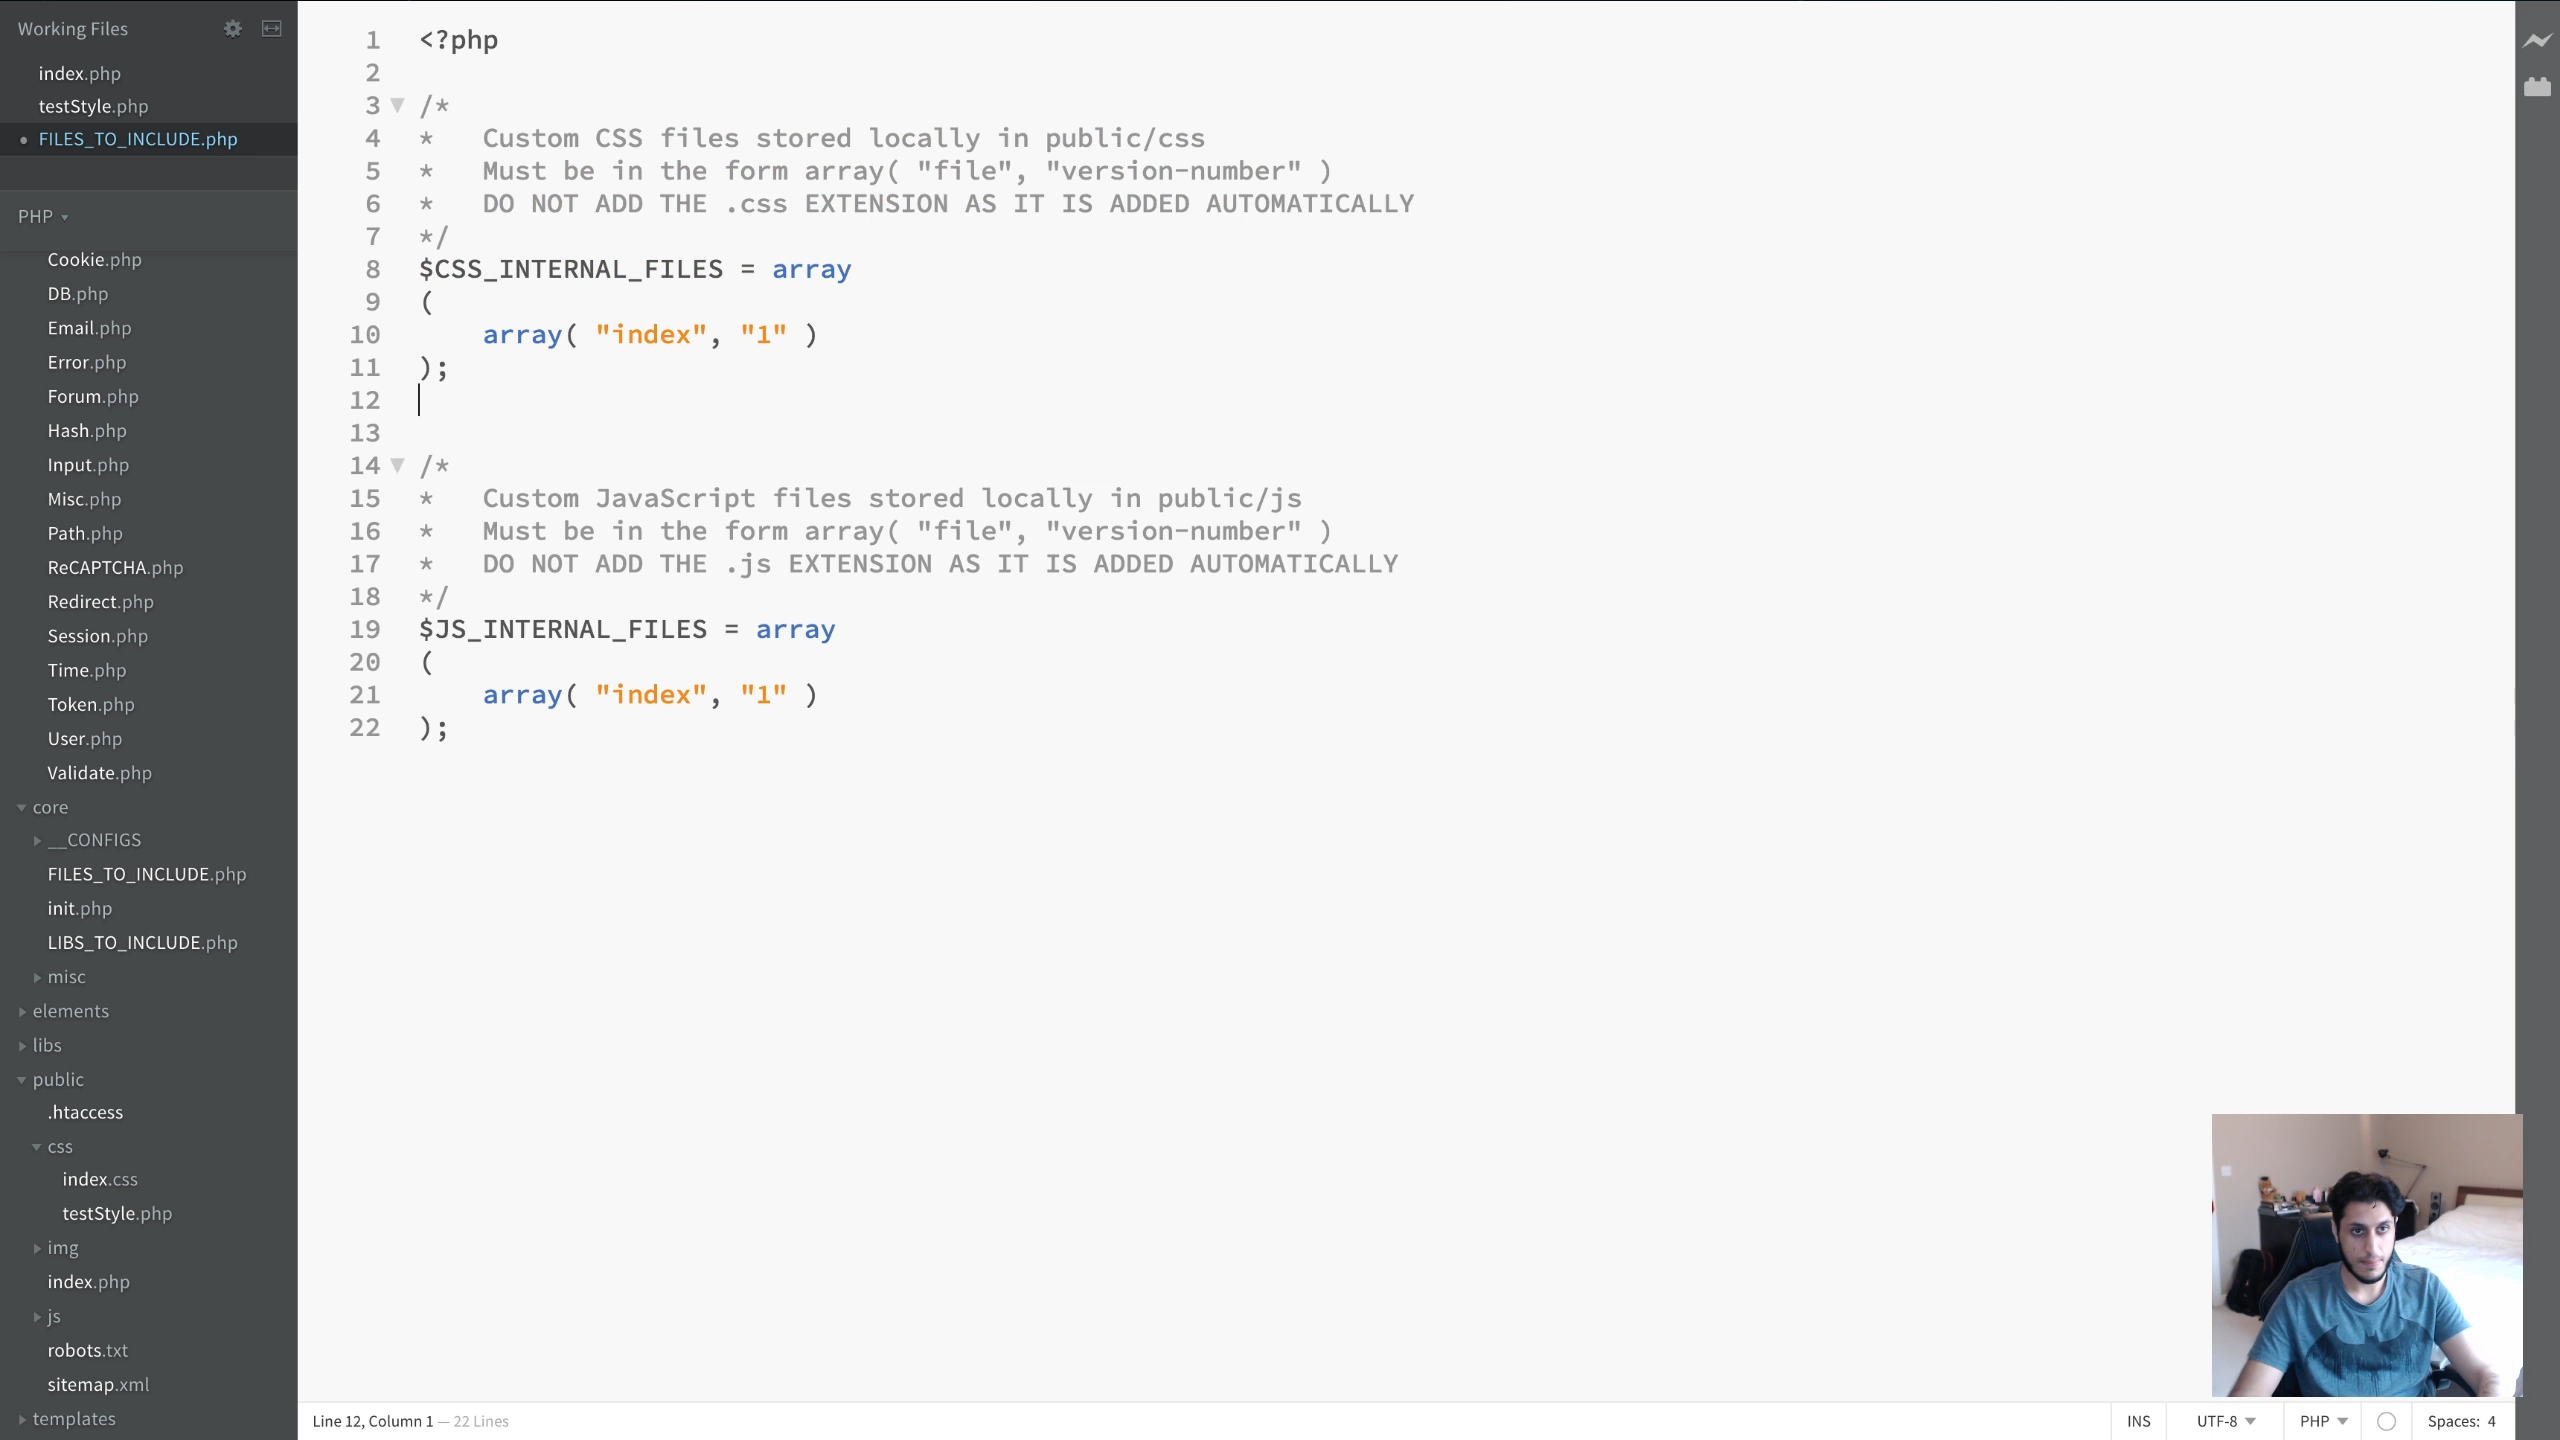 Working Files
index.php
testStyle.php
FILES_TO_INCLUDE.php
PHP
Cookie.php
DB.php
Email.php
Error.php
Forum.php
Hash.php
Input.php
Misc.php
Path.php
ReCAPTCHA.php
Redirect.php
Session.php
Time.php
Token.php
User.php
Validate.php
core
__CONFIGS
FILES_TO_INCLUDE.php
init.php
LIBS_TO_INCLUDE.php
misc
elements
libs
public
.htaccess
css
index.css
testStyle.php
img
index.php
js
robots.txt
sitemap.xml
templates
1 <?php
2
3 /*
4 *   Custom CSS files stored locally in public/css
5 *   Must be in the form array( "file", "version-number" )
6 *   DO NOT ADD THE .css EXTENSION AS IT IS ADDED AUTOMATICALLY
7 */
8 $CSS_INTERNAL_FILES = array
9 (
10     array( "index", "1" )
11 );
12
13
14 /*
15 *   Custom JavaScript files stored locally in public/js
16 *   Must be in the form array( "file", "version-number" )
17 *   DO NOT ADD THE .js EXTENSION AS IT IS ADDED AUTOMATICALLY
18 */
19 $JS_INTERNAL_FILES = array
20 (
21     array( "index", "1" )
22 );
Line 12, Column 1 — 22 Lines INS UTF-8 PHP Spaces: 4